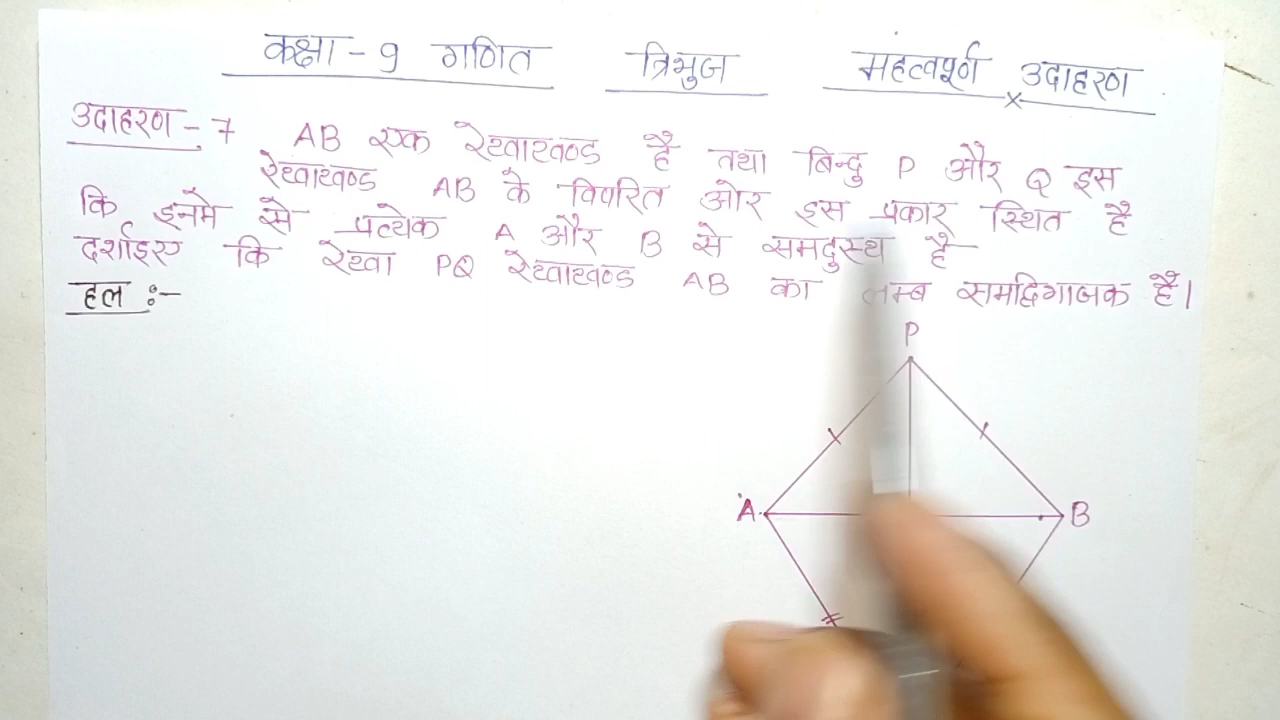 कक्षा - 9 गणित त्रिभुज महत्वपूर्ण उदाहरण
उदाहरण - 7 AB एक रेखाखण्ड है तथा बिन्दु P और Q इस
रेखाखण्ड AB के विपरित ओर इस प्रकार स्थित है
कि इनमे से प्रत्येक A और B से समदुस्थ है
दर्शाइए कि रेखा PQ रेखाखण्ड AB का लम्ब समद्विभाजक है।
हल :-
P
A B